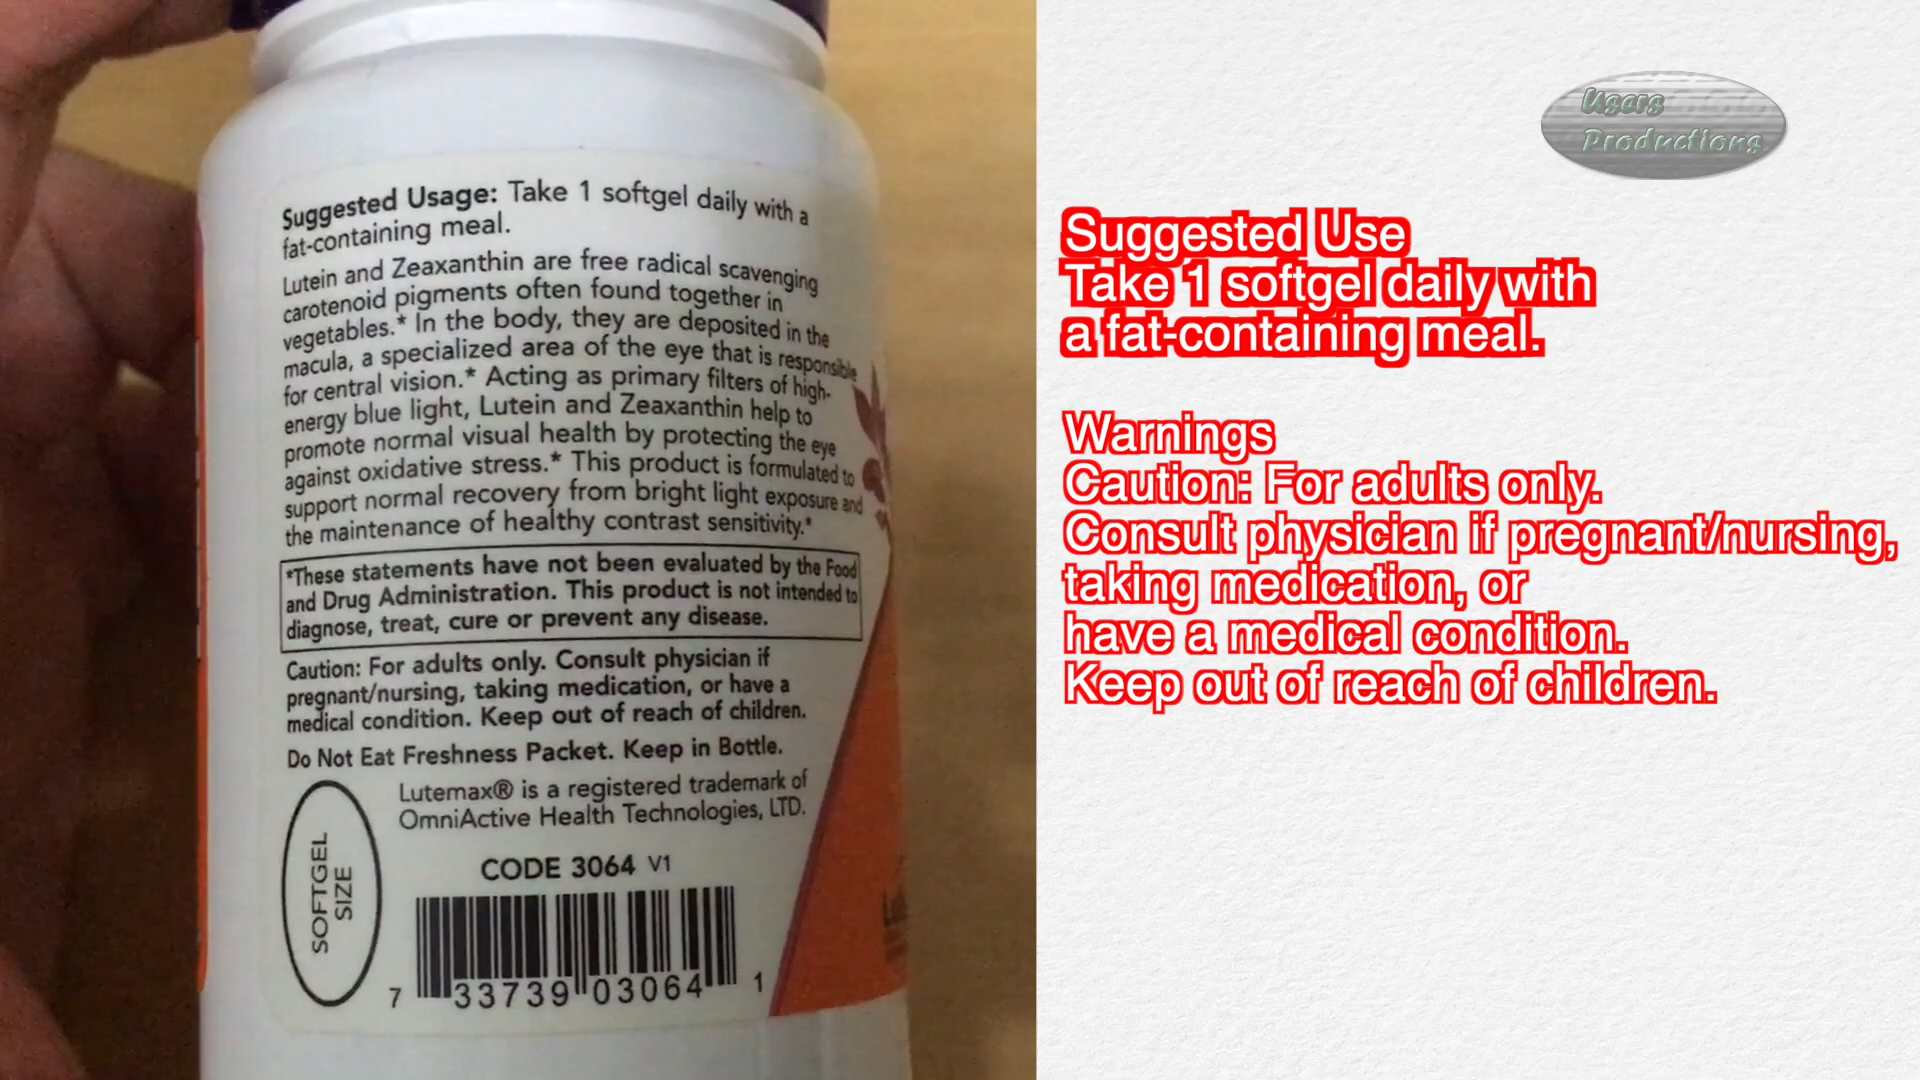 Suggested Usage: Take 1 softgel daily with a
fat-containing meal.
Lutein and Zeaxanthin are free radical scavenging
carotenoid pigments often found together in
vegetables.* In the body, they are deposited in the
macula, a specialized area of the eye that is responsible
for central vision.* Acting as primary filters of high-
energy blue light, Lutein and Zeaxanthin help to
promote normal visual health by protecting the eye
against oxidative stress.* This product is formulated to
support normal recovery from bright light exposure and
the maintenance of healthy contrast sensitivity.*
*These statements have not been evaluated by the Food
and Drug Administration. This product is not intended to
diagnose, treat, cure or prevent any disease.
Caution: For adults only. Consult physician if
pregnant/nursing, taking medication, or have a
medical condition. Keep out of reach of children.
Do Not Eat Freshness Packet. Keep in Bottle.
Lutemax® is a registered trademark of
OmniActive Health Technologies, LTD.
SOFTGEL
SIZE
CODE 3064 V1
7 33739 03064 1
Users
Productions
Suggested Use
Take 1 softgel daily with
a fat-containing meal.
Warnings
Caution: For adults only.
Consult physician if pregnant/nursing,
taking medication, or
have a medical condition.
Keep out of reach of children.